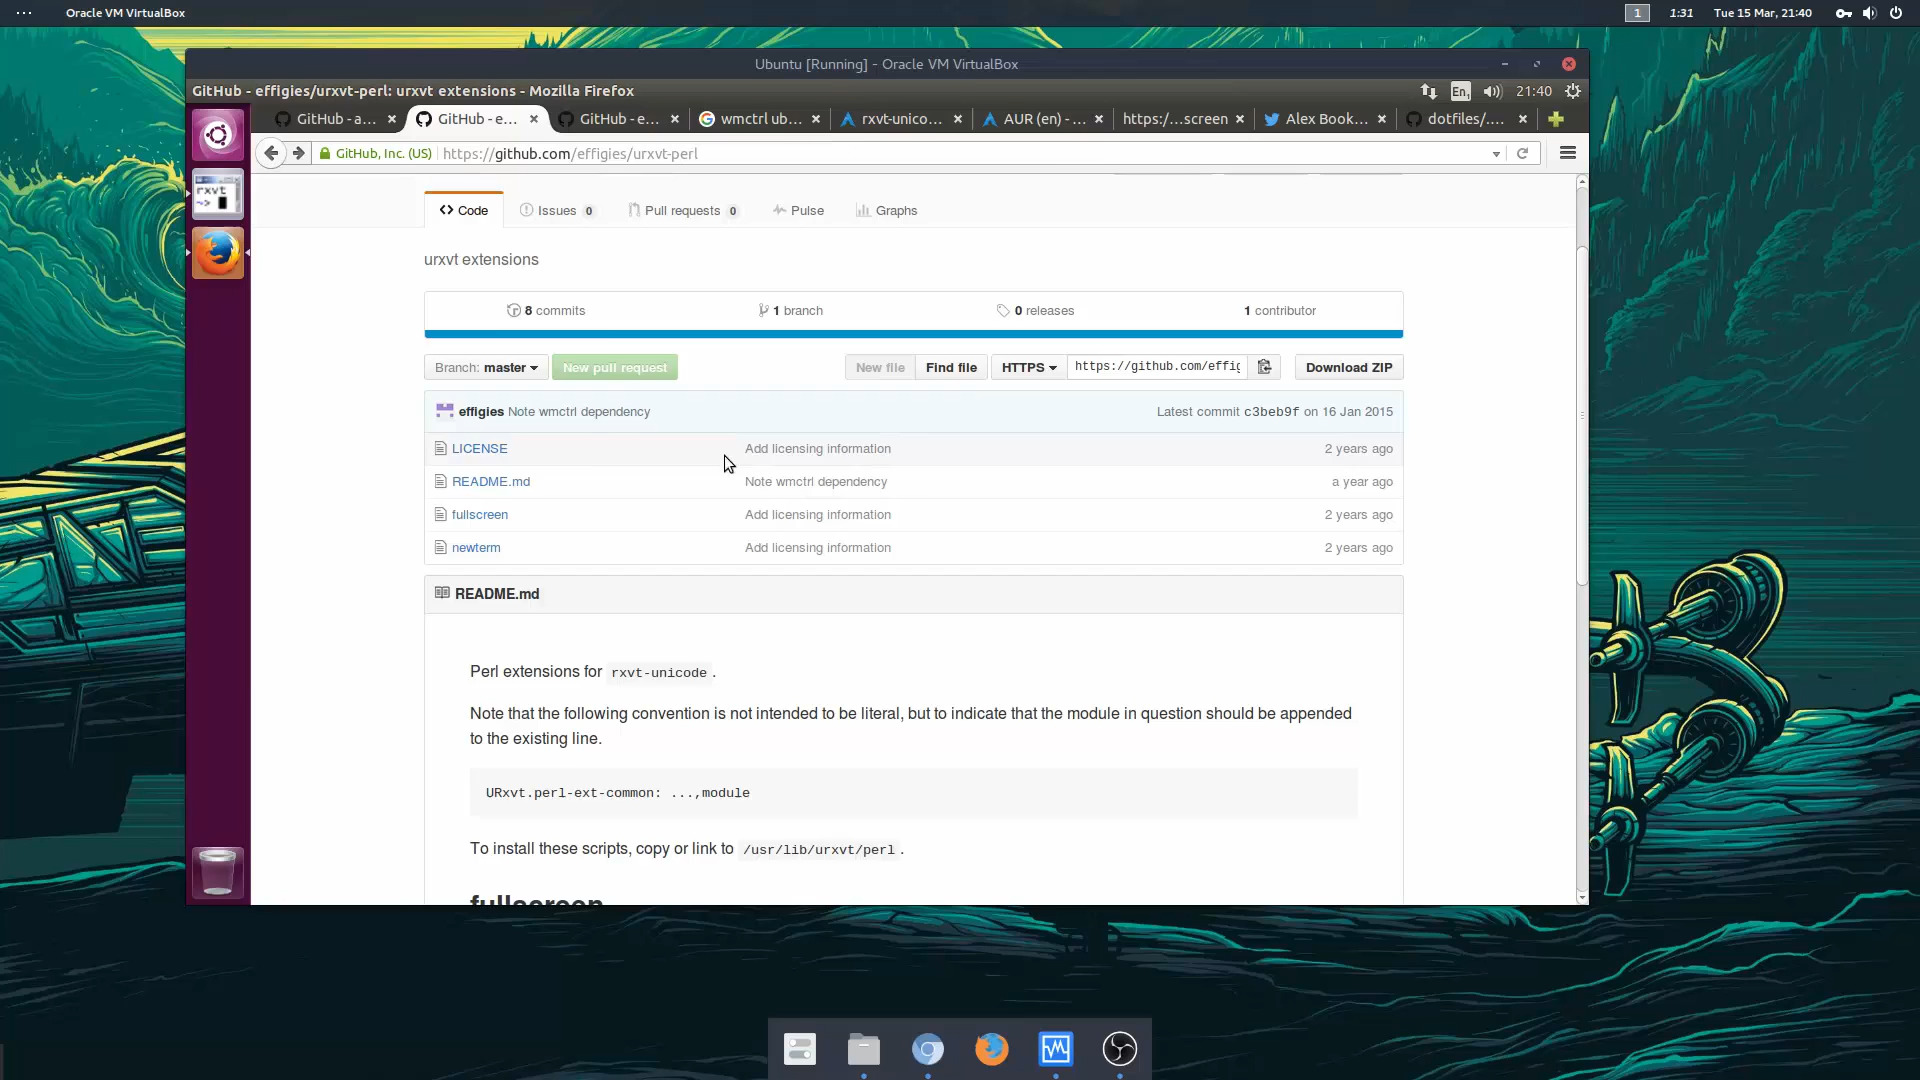 Oracle VM VirtualBox
1
1:31
Tue 15 Mar, 21:40
Ubuntu [Running] - Oracle VM VirtualBox
GitHub - effigies/urxvt-perl: urxvt extensions - Mozilla Firefox
En1
21:40
GitHub - a...
GitHub - e...
GitHub - e...
wmctrl ub...
rxvt-unico...
AUR (en) - ...
https:/...screen
Alex Book...
dotfiles/....
GitHub, Inc. (US)
https://github.com/effigies/urxvt-perl
rxvt
~>
Code
Issues 0
Pull requests 0
Pulse
Graphs
urxvt extensions
8 commits
1 branch
0 releases
1 contributor
Branch: master
New pull request
New file
Find file
HTTPS
https://github.com/effig
Download ZIP
effigies Note wmctrl dependency
Latest commit c3beb9f on 16 Jan 2015
LICENSE
Add licensing information
2 years ago
README.md
Note wmctrl dependency
a year ago
fullscreen
Add licensing information
2 years ago
newterm
Add licensing information
2 years ago
README.md
Perl extensions for rxvt-unicode .
Note that the following convention is not intended to be literal, but to indicate that the module in question should be appended
to the existing line.
URxvt.perl-ext-common: ...,module
To install these scripts, copy or link to /usr/lib/urxvt/perl .
fullscreen